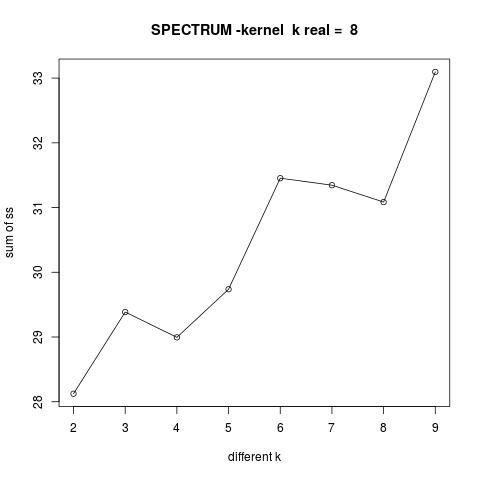 SPECTRUM -kernel  k real =  8
sum of ss
33
32
31
30
29
28
2 3 4 5 6 7 8 9
different k